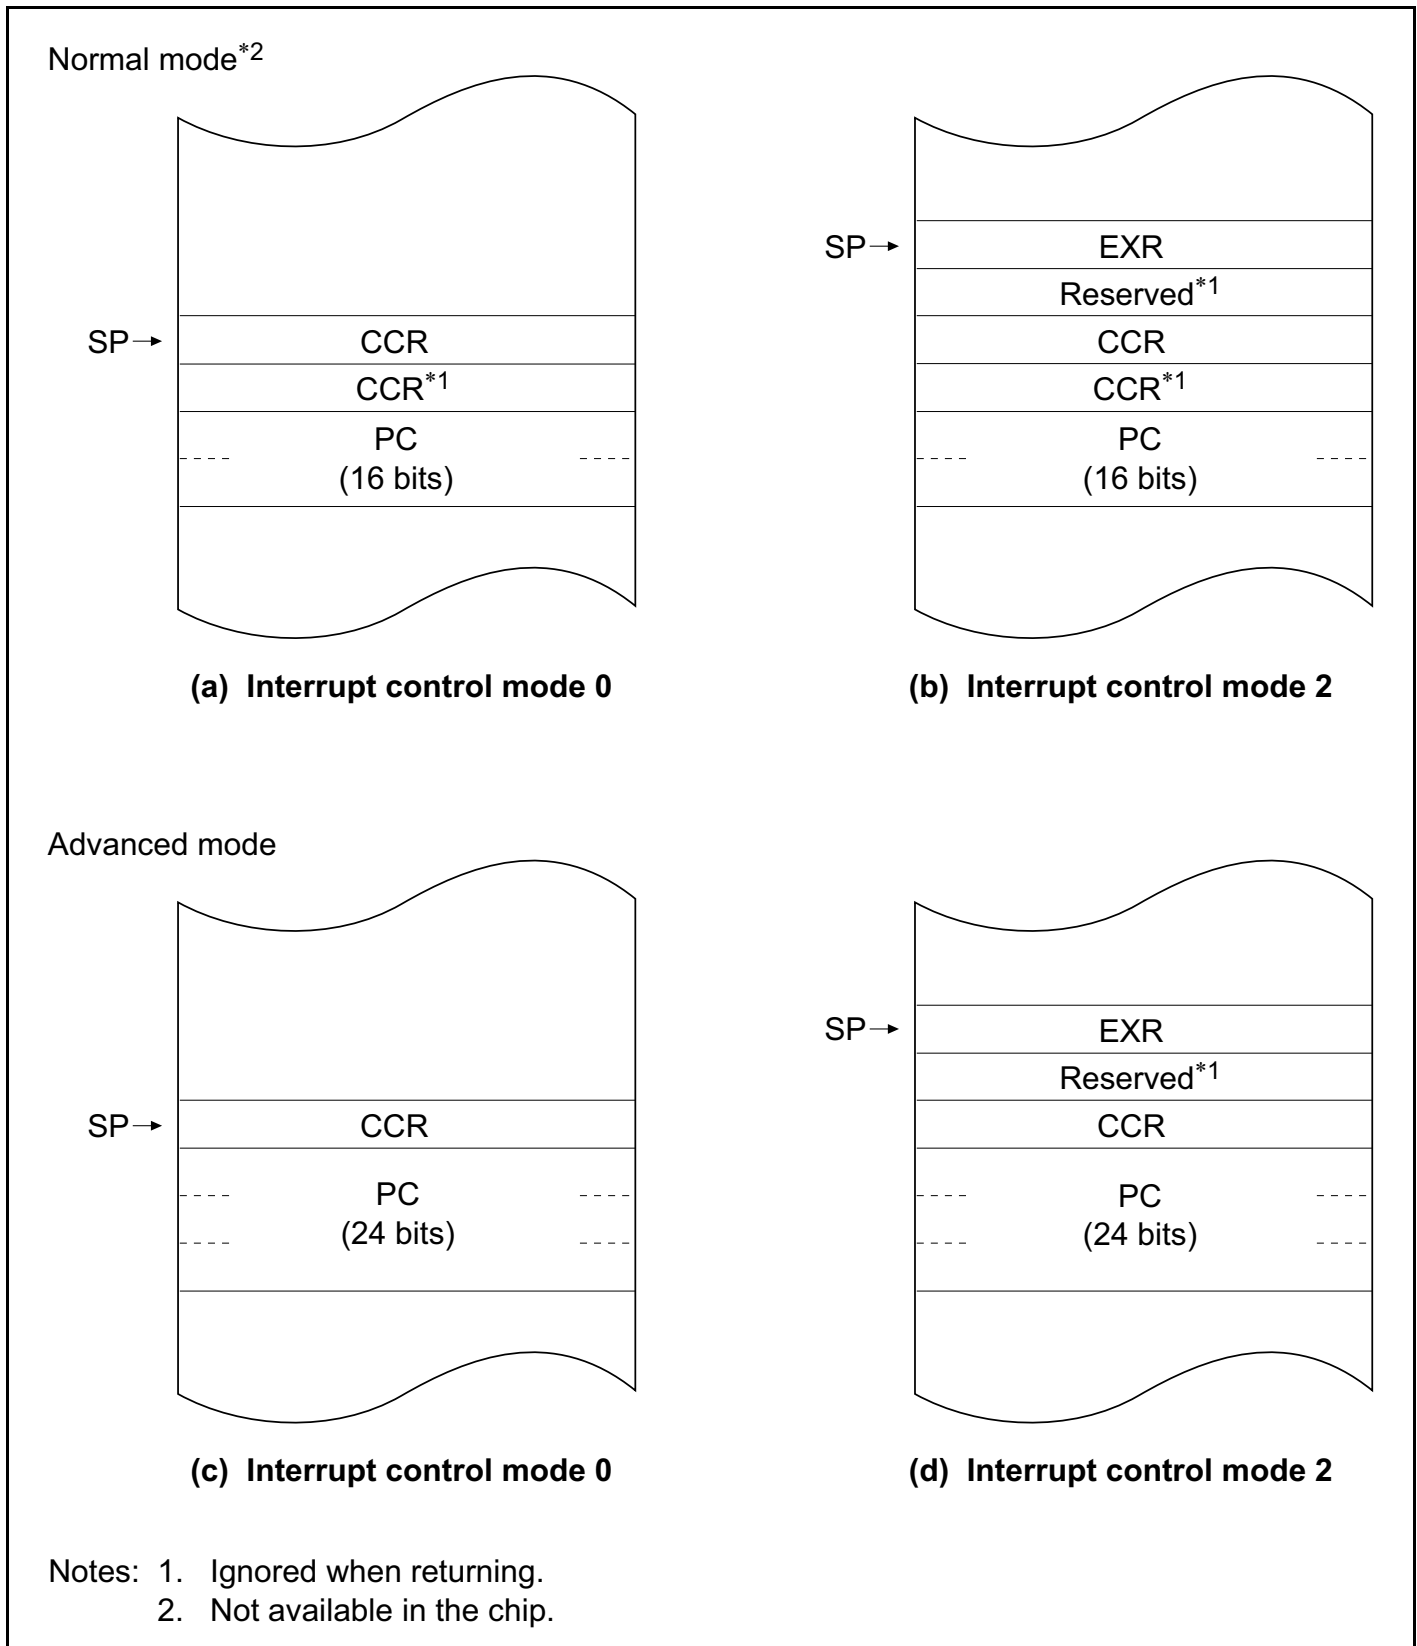 Normal mode*2
SP
CCR
CCR*1
PC
(16 bits)
(a) Interrupt control mode 0
SP
EXR
Reserved*1
CCR
CCR*1
PC
(16 bits)
(b) Interrupt control mode 2
Advanced mode
SP
CCR
PC
(24 bits)
(c) Interrupt control mode 0
SP
EXR
Reserved*1
CCR
PC
(24 bits)
(d) Interrupt control mode 2
Notes: 1. Ignored when returning.
2. Not available in the chip.